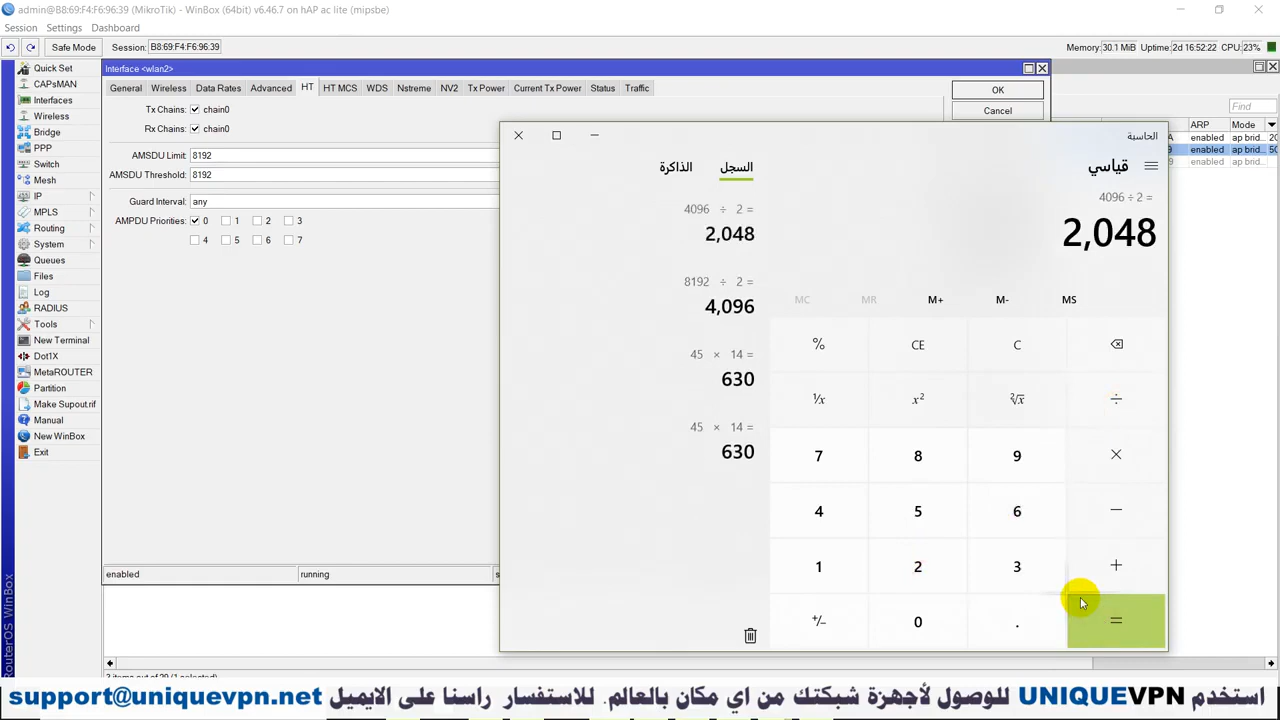 admin@B8:69:F4:F6:96:39 (MikroTik) - WinBox (64bit) v6.46.7 on hAP ac lite (mipsbe)
Session Settings Dashboard
Safe Mode Session: B8:69:F4:F6:96:39 Memory: 30.1 MiB Uptime: 2d 16:52:22 CPU: 23%
Quick Set
CAPsMAN
Interfaces
Wireless
Bridge
PPP
Switch
Mesh
IP
MPLS
Routing
System
Queues
Files
Log
RADIUS
Tools
New Terminal
Dot1X
MetaROUTER
Partition
Make Supout.rif
Manual
New WinBox
Exit
RouterOS WinBox
Interface <wlan2>
General Wireless Data Rates Advanced HT HT MCS WDS Nstreme NV2 Tx Power Current Tx Power Status Traffic
OK
Cancel
Tx Chains: chain0
Rx Chains: chain0
AMSDU Limit: 8192
AMSDU Threshold: 8192
Guard Interval: any
AMPDU Priorities: 0 1 2 3
4 5 6 7
enabled running
Find
ARP Mode
enabled ap brid...
enabled ap brid...
enabled ap brid...
الحاسبة
قياسي
السجل الذاكرة
4096 ÷ 2 =
2,048
4096 ÷ 2 =
2,048
8192 ÷ 2 =
4,096
45 × 14 =
630
45 × 14 =
630
MC MR M+ M- MS
% CE C
¹/x x² ²√x ÷
7 8 9 ×
4 5 6 −
1 2 3 +
+/− 0 . =
استخدم UNIQUEVPN للوصول لأجهزة شبكتك من اي مكان بالعالم. للاستفسار راسنا على الايميل support@uniquevpn.net